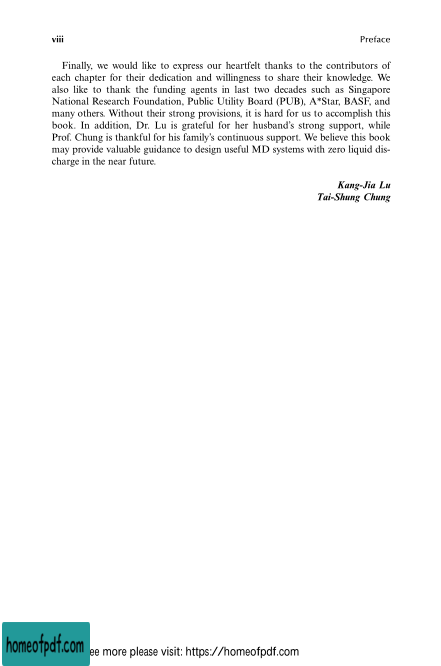 viii Preface
Finally, we would like to express our heartfelt thanks to the contributors of
each chapter for their dedication and willingness to share their knowledge. We
also like to thank the funding agents in last two decades such as Singapore
National Research Foundation, Public Utility Board (PUB), A*Star, BASF, and
many others. Without their strong provisions, it is hard for us to accomplish this
book. In addition, Dr. Lu is grateful for her husband's strong support, while
Prof. Chung is thankful for his family's continuous support. We believe this book
may provide valuable guidance to design useful MD systems with zero liquid dis-
charge in the near future.
Kang-Jia Lu
Tai-Shung Chung
homeofpdf.com
ee more please visit: https://homeofpdf.com